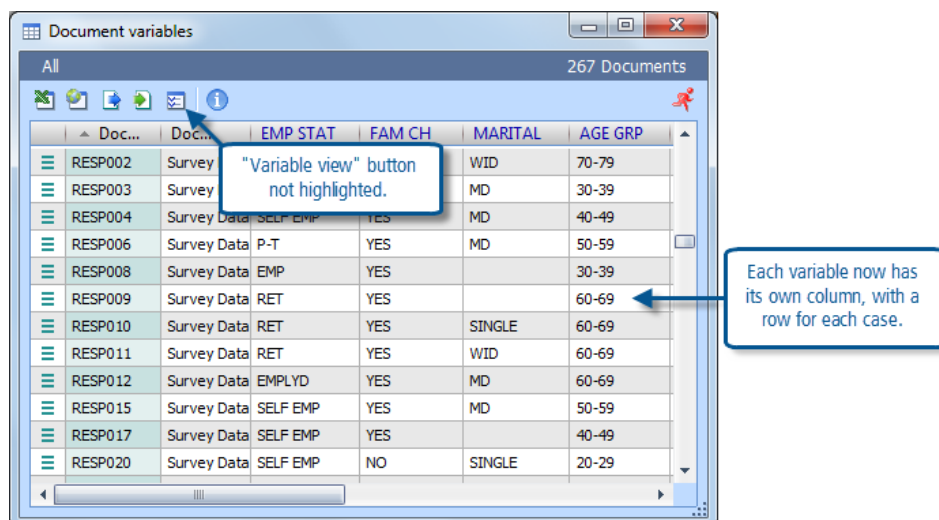 Document variables
All 267 Documents
Doc... Doc... EMP STAT FAM CH MARITAL AGE GRP
"Variable view" button
not highlighted.
RESP002 Survey WID 70-79
RESP003 Survey MD 30-39
RESP004 Survey Data SELF EMP YES MD 40-49
RESP006 Survey Data P-T YES MD 50-59
RESP008 Survey Data EMP YES 30-39
RESP009 Survey Data RET YES 60-69
RESP010 Survey Data RET YES SINGLE 60-69
RESP011 Survey Data RET YES WID 60-69
RESP012 Survey Data EMPLYD YES MD 60-69
RESP015 Survey Data SELF EMP YES MD 50-59
RESP017 Survey Data SELF EMP YES 40-49
RESP020 Survey Data SELF EMP NO SINGLE 20-29
Each variable now has
its own column, with a
row for each case.